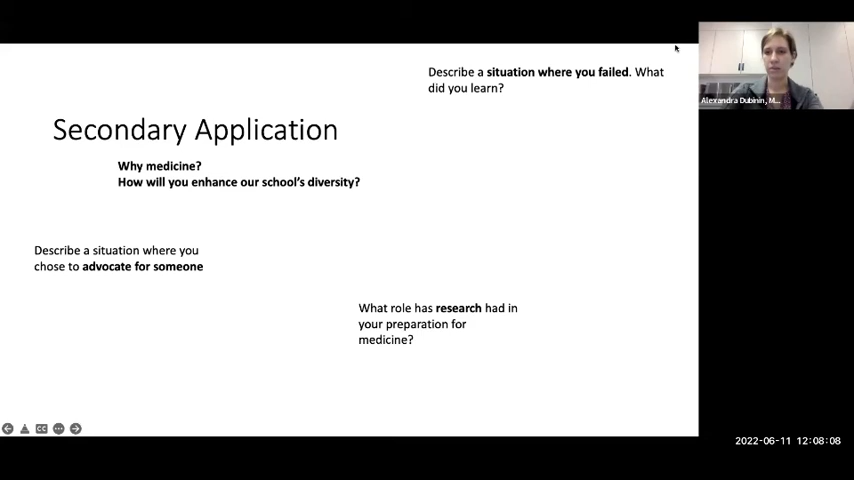 Describe a situation where you failed. What
did you learn?
Secondary Application
Why medicine?
How will you enhance our school's diversity?
Describe a situation where you
chose to advocate for someone
What role has research had in
your preparation for
medicine?
Alexandra Dubinin, M...
CC
2022-06-11 12:08:08